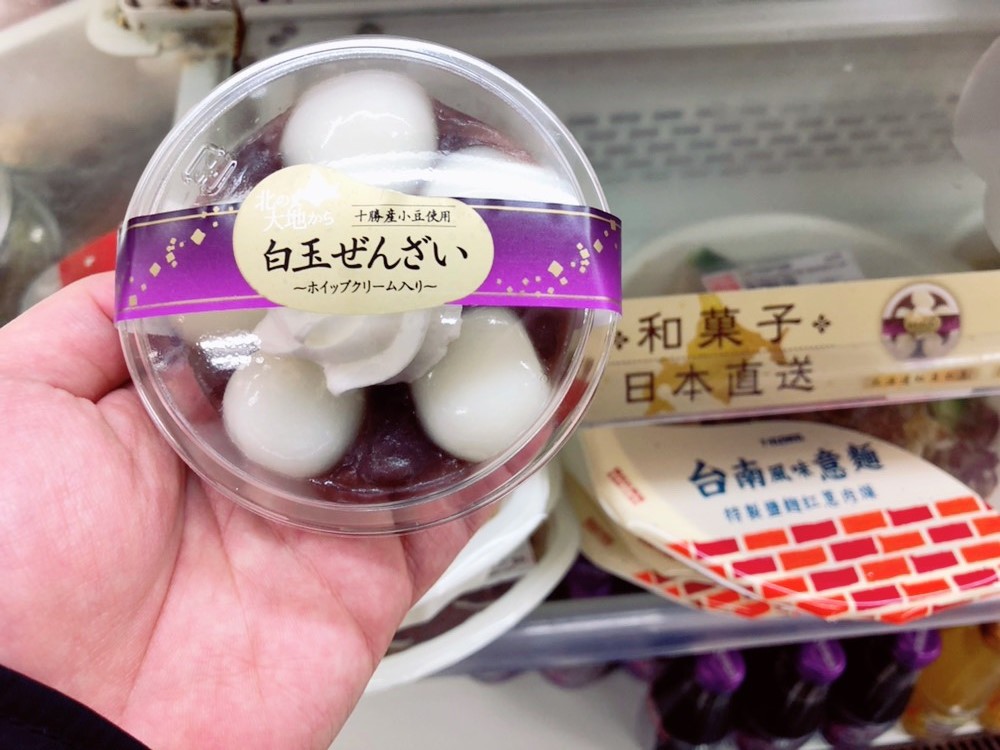 北の
大地から
十勝産小豆使用
白玉ぜんざい
～ホイップクリーム入り～
和菓子
日本直送
台南風味意麵